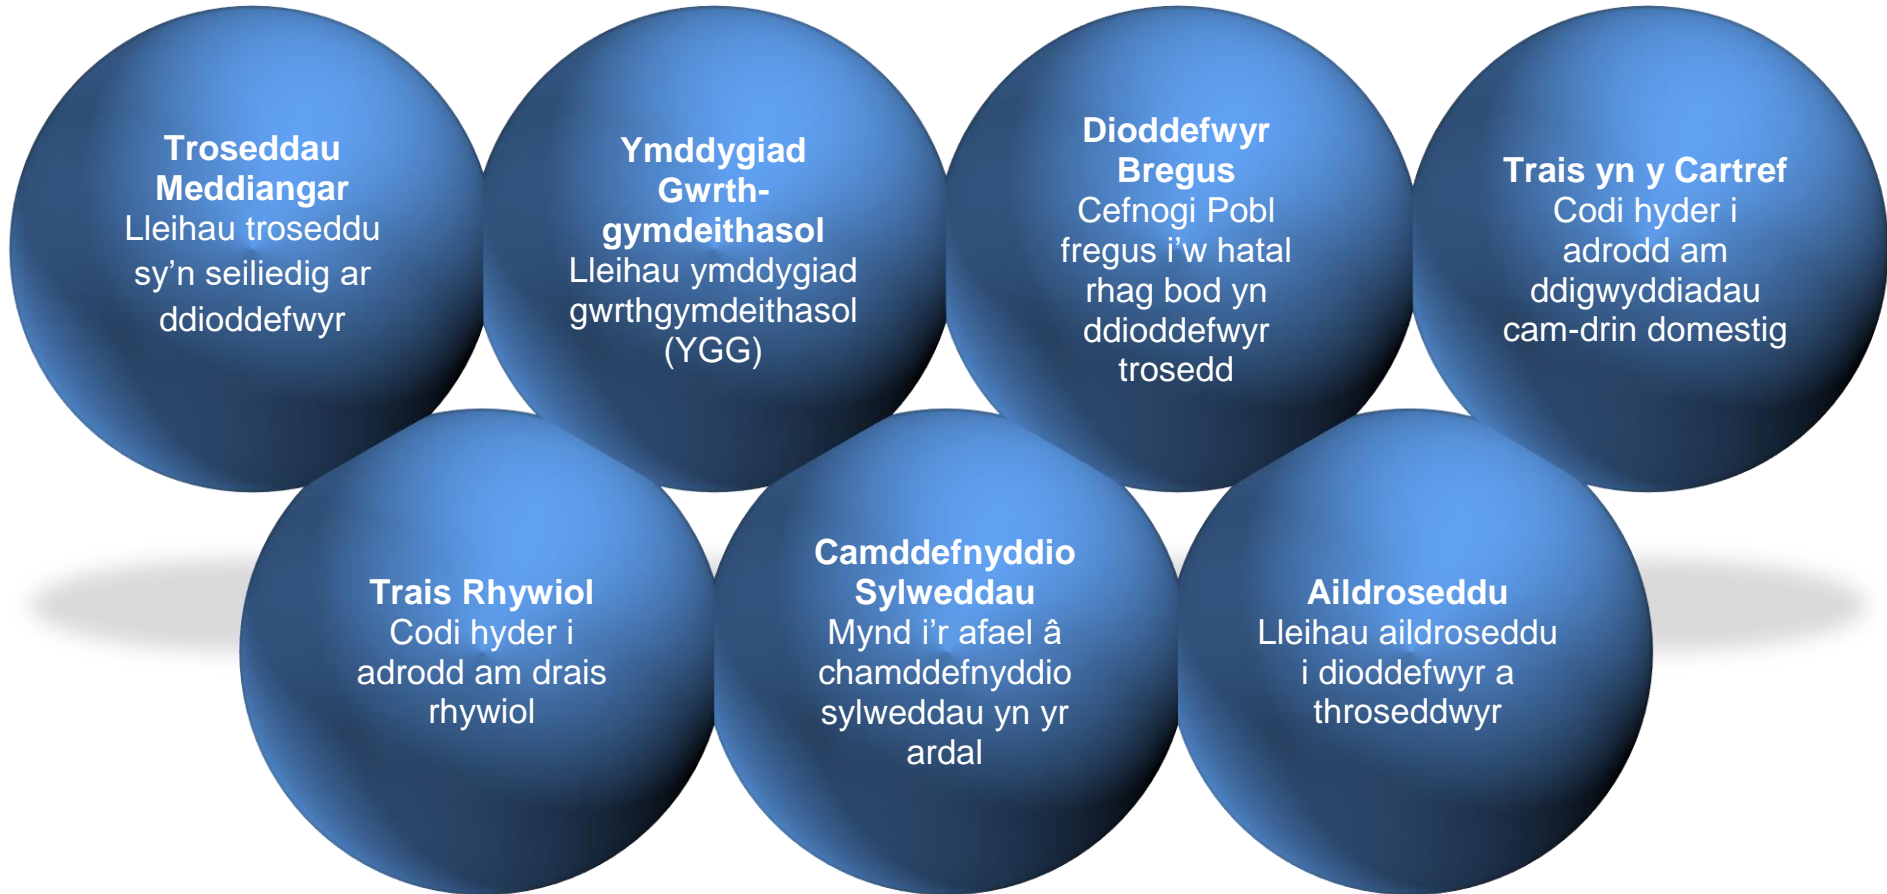 Troseddau
Meddiangar
Lleihau troseddu
sy’n seiliedig ar
ddioddefwyr
Ymddygiad
Gwrth-
gymdeithasol
Lleihau ymddygiad
gwrthgymdeithasol
(YGG)
Dioddefwyr
Bregus
Cefnogi Pobl
fregus i’w hatal
rhag bod yn
ddioddefwyr
trosedd
Trais yn y Cartref
Codi hyder i
adrodd am
ddigwyddiadau
cam-drin domestig
Trais Rhywiol
Codi hyder i
adrodd am drais
rhywiol
Camddefnyddio
Sylweddau
Mynd i’r afael â
chamddefnyddio
sylweddau yn yr
ardal
Aildroseddu
Lleihau aildroseddu
i dioddefwyr a
throseddwyr